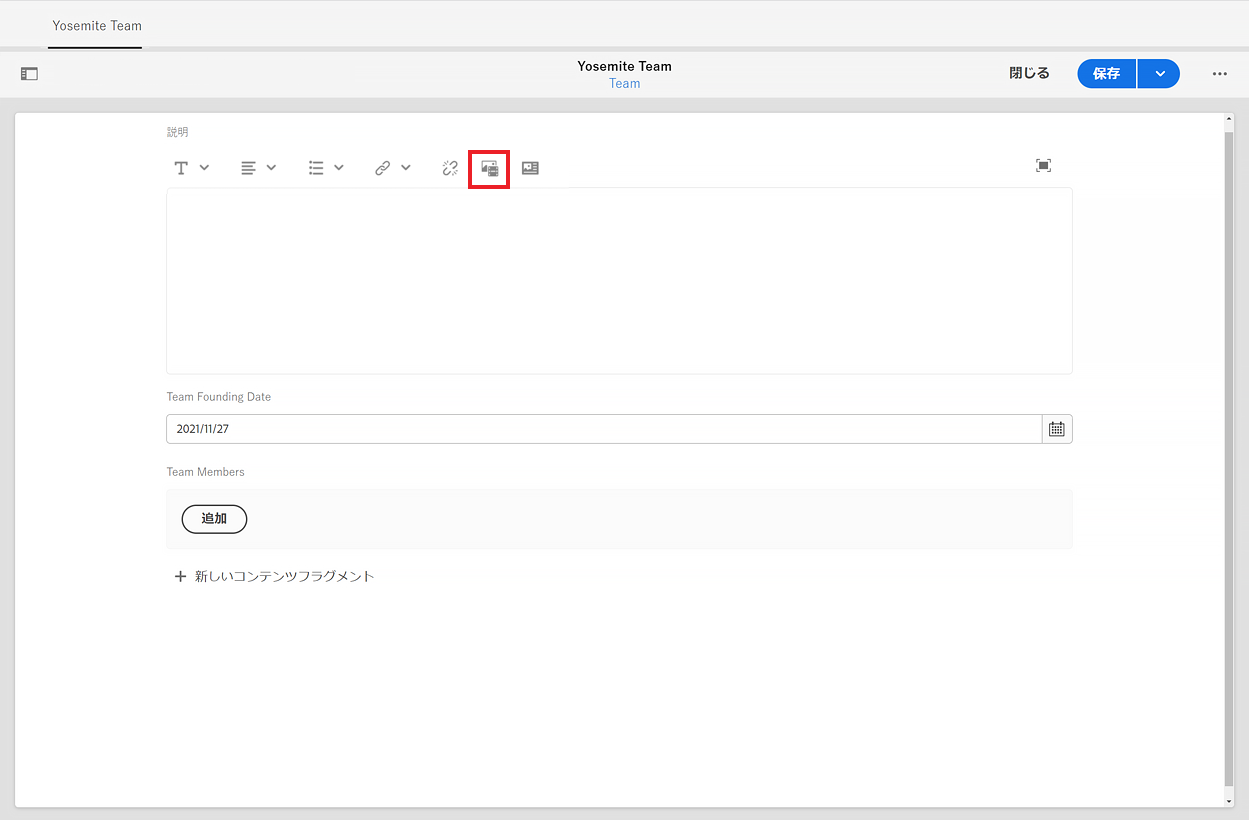 Yosemite Team
Yosemite Team
Team
閉じる
保存
説明
Team Founding Date
2021/11/27
Team Members
追加
新しいコンテンツフラグメント